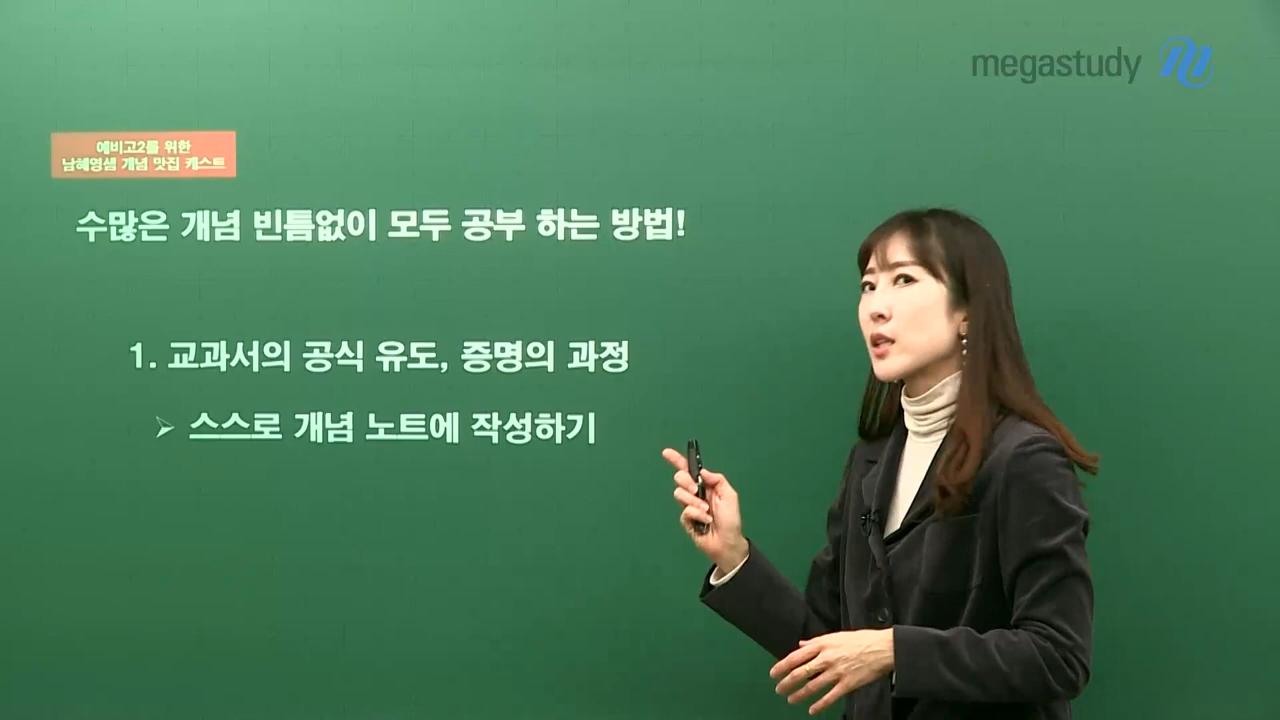 megastudy
예비고2를 위한
남혜영쌤 개념 맛집 캐스트
수많은 개념 빈틈없이 모두 공부 하는 방법!
1. 교과서의 공식 유도, 증명의 과정
➢ 스스로 개념 노트에 작성하기